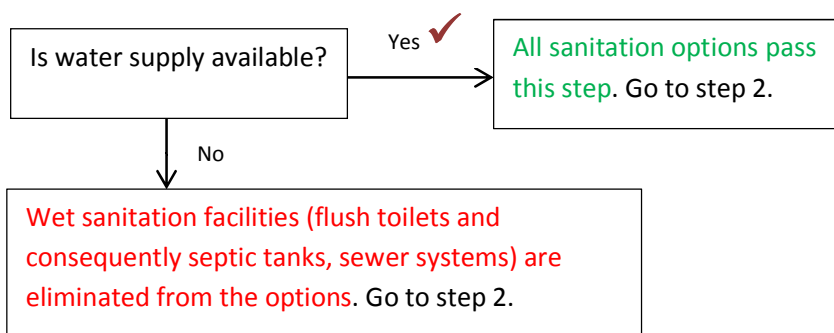 Is water supply available?
Yes
All sanitation options pass
this step. Go to step 2.
No
Wet sanitation facilities (flush toilets and
consequently septic tanks, sewer systems) are
eliminated from the options. Go to step 2.